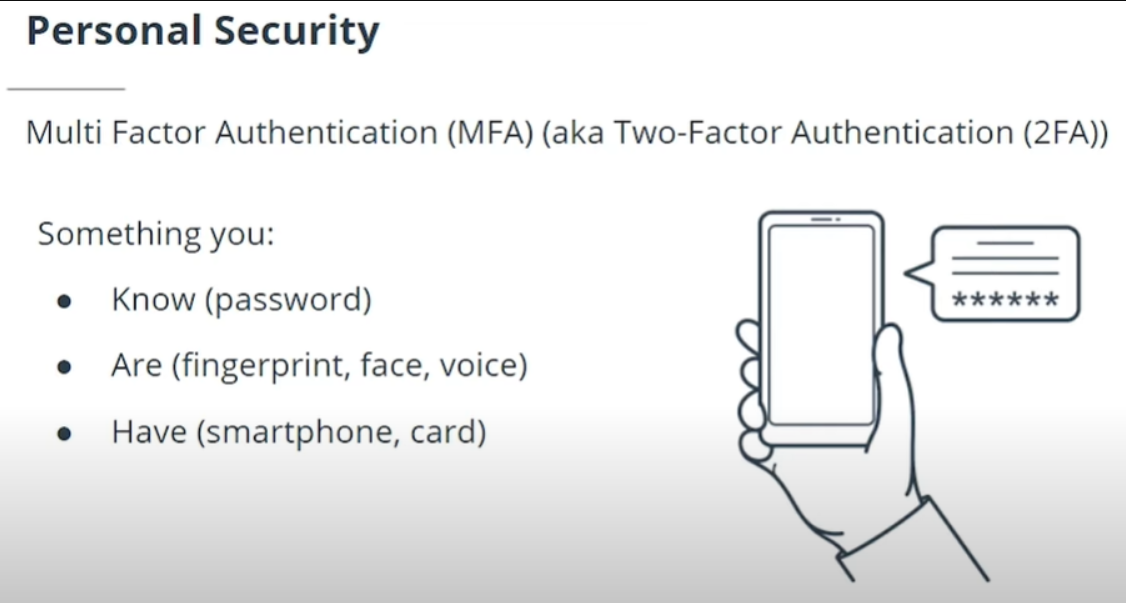 Personal Security
Multi Factor Authentication (MFA) (aka Two-Factor Authentication (2FA))
Something you:
● Know (password)
● Are (fingerprint, face, voice)
● Have (smartphone, card)
******